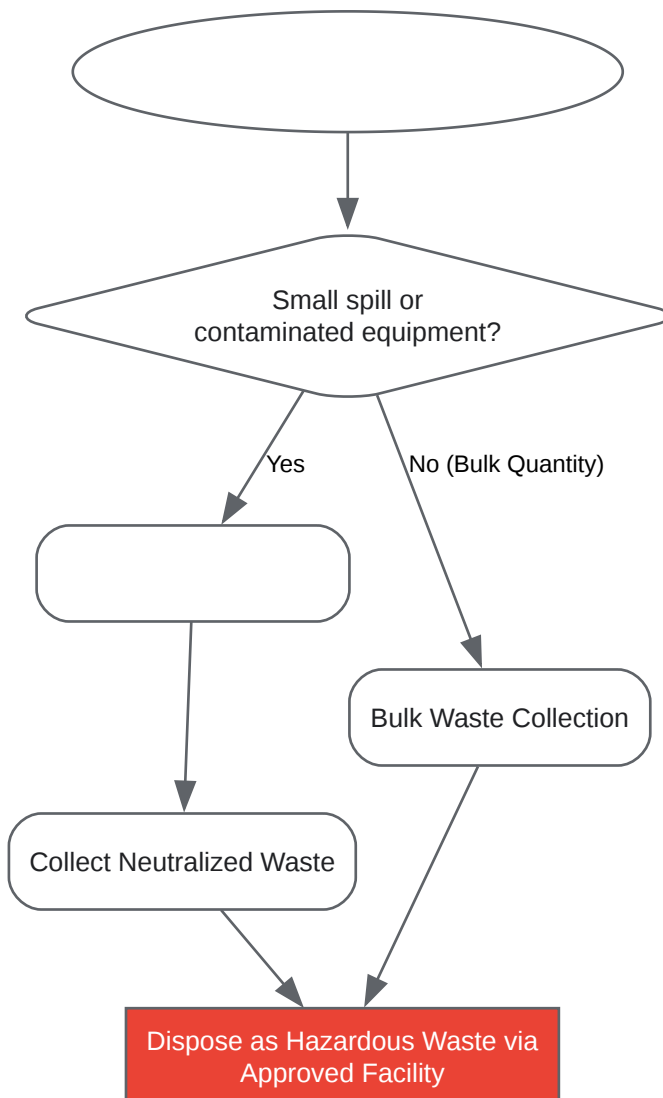 Small spill or
contaminated equipment?
Yes
No (Bulk Quantity)
Bulk Waste Collection
Collect Neutralized Waste
Dispose as Hazardous Waste via
Approved Facility